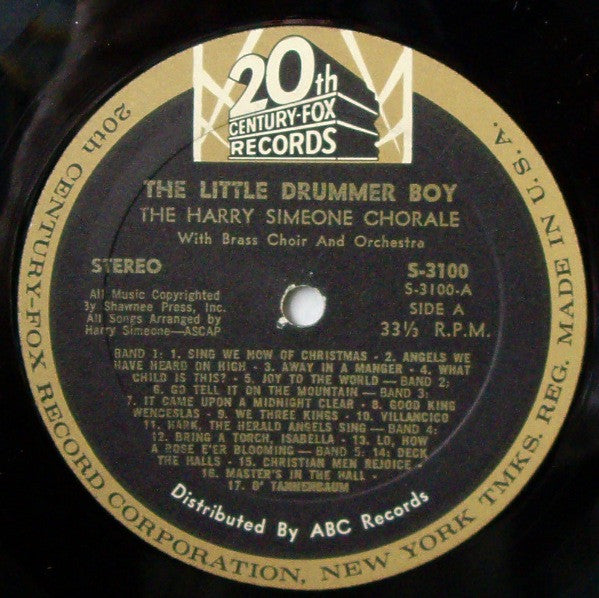 20th
CENTURY-FOX
RECORDS
THE LITTLE DRUMMER BOY
THE HARRY SIMEONE CHORALE
With Brass Choir And Orchestra
STEREO
S-3100
S-3100-A
SIDE A
33⅓ R.P.M.
All Music Copyrighted
By Shawnee Press, Inc.
All Songs Arranged by
Harry Simeone—ASCAP
BAND 1: 1. SING WE NOW OF CHRISTMAS - 2. ANGELS WE
HAVE HEARD ON HIGH - 3. AWAY IN A MANGER - 4. WHAT
CHILD IS THIS? - 5. JOY TO THE WORLD — BAND 2:
6. GO TELL IT ON THE MOUNTAIN — BAND 3:
7. IT CAME UPON A MIDNIGHT CLEAR - 8. GOOD KING
WENCESLAS - 9. WE THREE KINGS - 10. VILLANCICO
11. HARK, THE HERALD ANGELS SING — BAND 4:
12. BRING A TORCH, ISABELLA - 13. LO, HOW
A ROSE E'ER BLOOMING — BAND 5: 14: DECK
THE HALLS - 15. CHRISTIAN MEN REJOICE -
16. MASTER'S IN THE HALL -
17. O' TANNENBAUM
Distributed By ABC Records
20th CENTURY-FOX RECORD CORPORATION, NEW YORK TMKS. REG. MADE IN U.S.A.